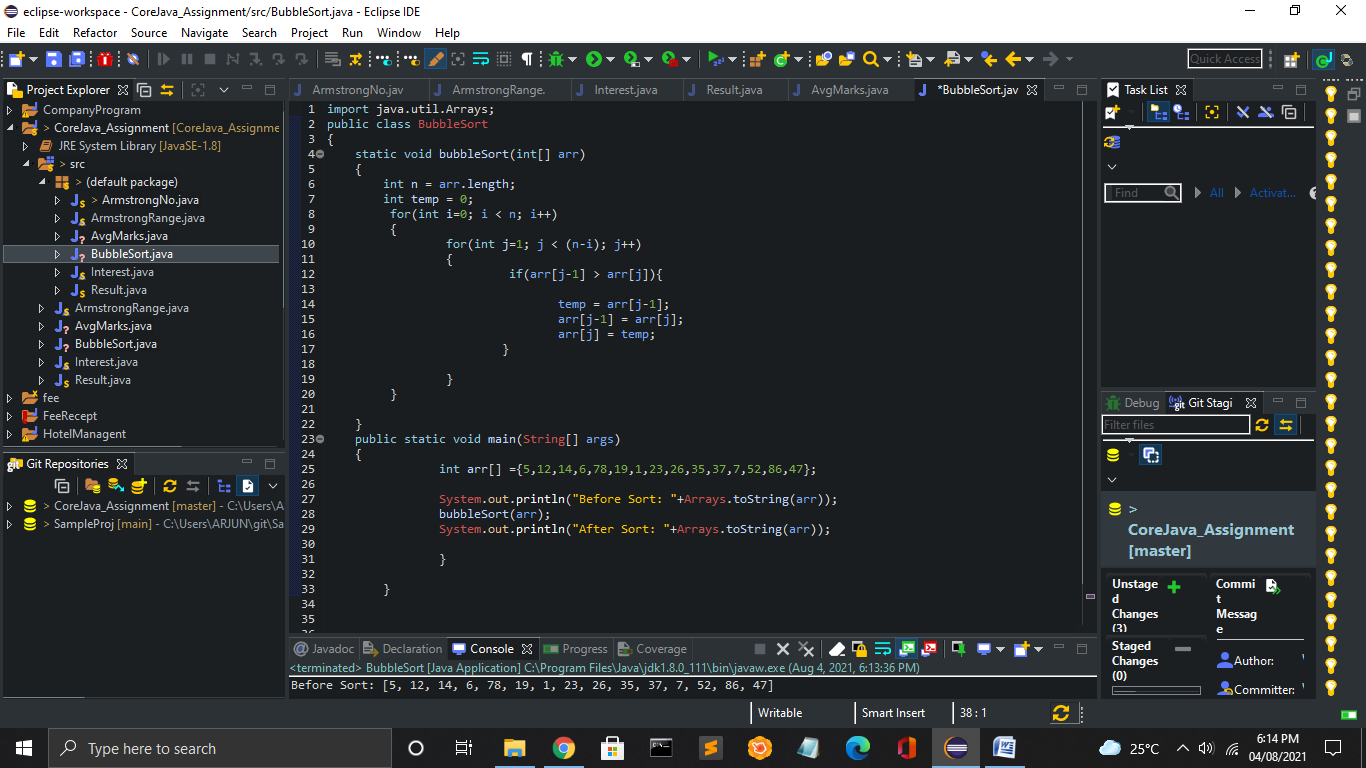 eclipse-workspace - CoreJava_Assignment/src/BubbleSort.java - Eclipse IDE
File Edit Refactor Source Navigate Search Project Run Window Help
Quick Access
Project Explorer
CompanyProgram
> CoreJava_Assignment [CoreJava_Assignme
JRE System Library [JavaSE-1.8]
> src
> (default package)
> ArmstrongNo.java
ArmstrongRange.java
AvgMarks.java
BubbleSort.java
Interest.java
Result.java
ArmstrongRange.java
AvgMarks.java
BubbleSort.java
Interest.java
Result.java
fee
FeeRecept
HotelManagent
Git Repositories
> CoreJava_Assignment [master] - C:\Users\A
> SampleProj [main] - C:\Users\ARJUN\git\Sa
ArmstrongNo.jav ArmstrongRange. Interest.java Result.java AvgMarks.java *BubbleSort.jav
1 import java.util.Arrays;
2 public class BubbleSort
3 {
4 static void bubbleSort(int[] arr)
5 {
6 int n = arr.length;
7 int temp = 0;
8 for(int i=0; i < n; i++)
9 {
10 for(int j=1; j < (n-i); j++)
11 {
12 if(arr[j-1] > arr[j]){
13
14 temp = arr[j-1];
15 arr[j-1] = arr[j];
16 arr[j] = temp;
17 }
18
19 }
20 }
21
22 }
23 public static void main(String[] args)
24 {
25 int arr[] ={5,12,14,6,78,19,1,23,26,35,37,7,52,86,47};
26
27 System.out.println("Before Sort: "+Arrays.toString(arr));
28 bubbleSort(arr);
29 System.out.println("After Sort: "+Arrays.toString(arr));
30
31 }
32
33 }
34
35
36
@ Javadoc Declaration Console Progress Coverage
<terminated> BubbleSort [Java Application] C:\Program Files\Java\jdk1.8.0_111\bin\javaw.exe (Aug 4, 2021, 6:13:36 PM)
Before Sort: [5, 12, 14, 6, 78, 19, 1, 23, 26, 35, 37, 7, 52, 86, 47]
Task List
Find All Activat...
Debug Git Stagi
Filter files
>
CoreJava_Assignment
[master]
Unstage
d
Changes
(3)
Staged
Changes
(0)
Commi
t
Messag
e
Author:
Committer:
Writable Smart Insert 38 : 1
Type here to search
25°C
6:14 PM
04/08/2021